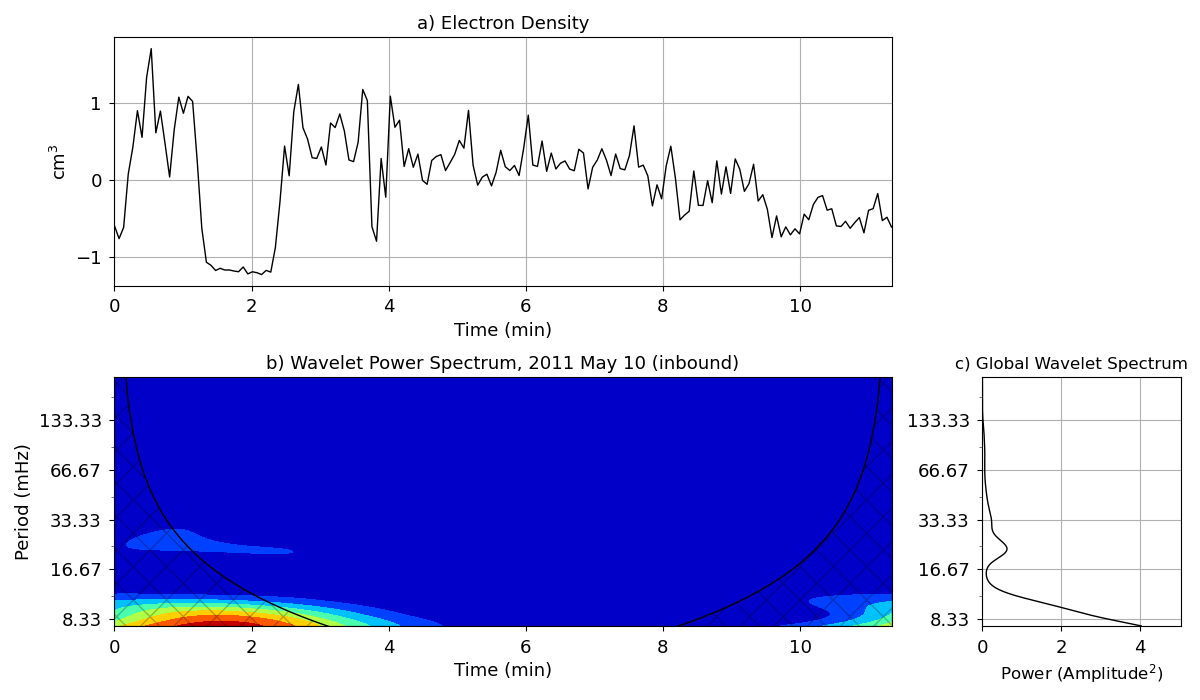 a) Electron Density
cm³
1
0
−1
0 2 4 6 8 10
Time (min)
b) Wavelet Power Spectrum, 2011 May 10 (inbound)
Period (mHz)
133.33
66.67
33.33
16.67
8.33
0 2 4 6 8 10
Time (min)
c) Global Wavelet Spectrum
133.33
66.67
33.33
16.67
8.33
0 2 4
Power (Amplitude²)